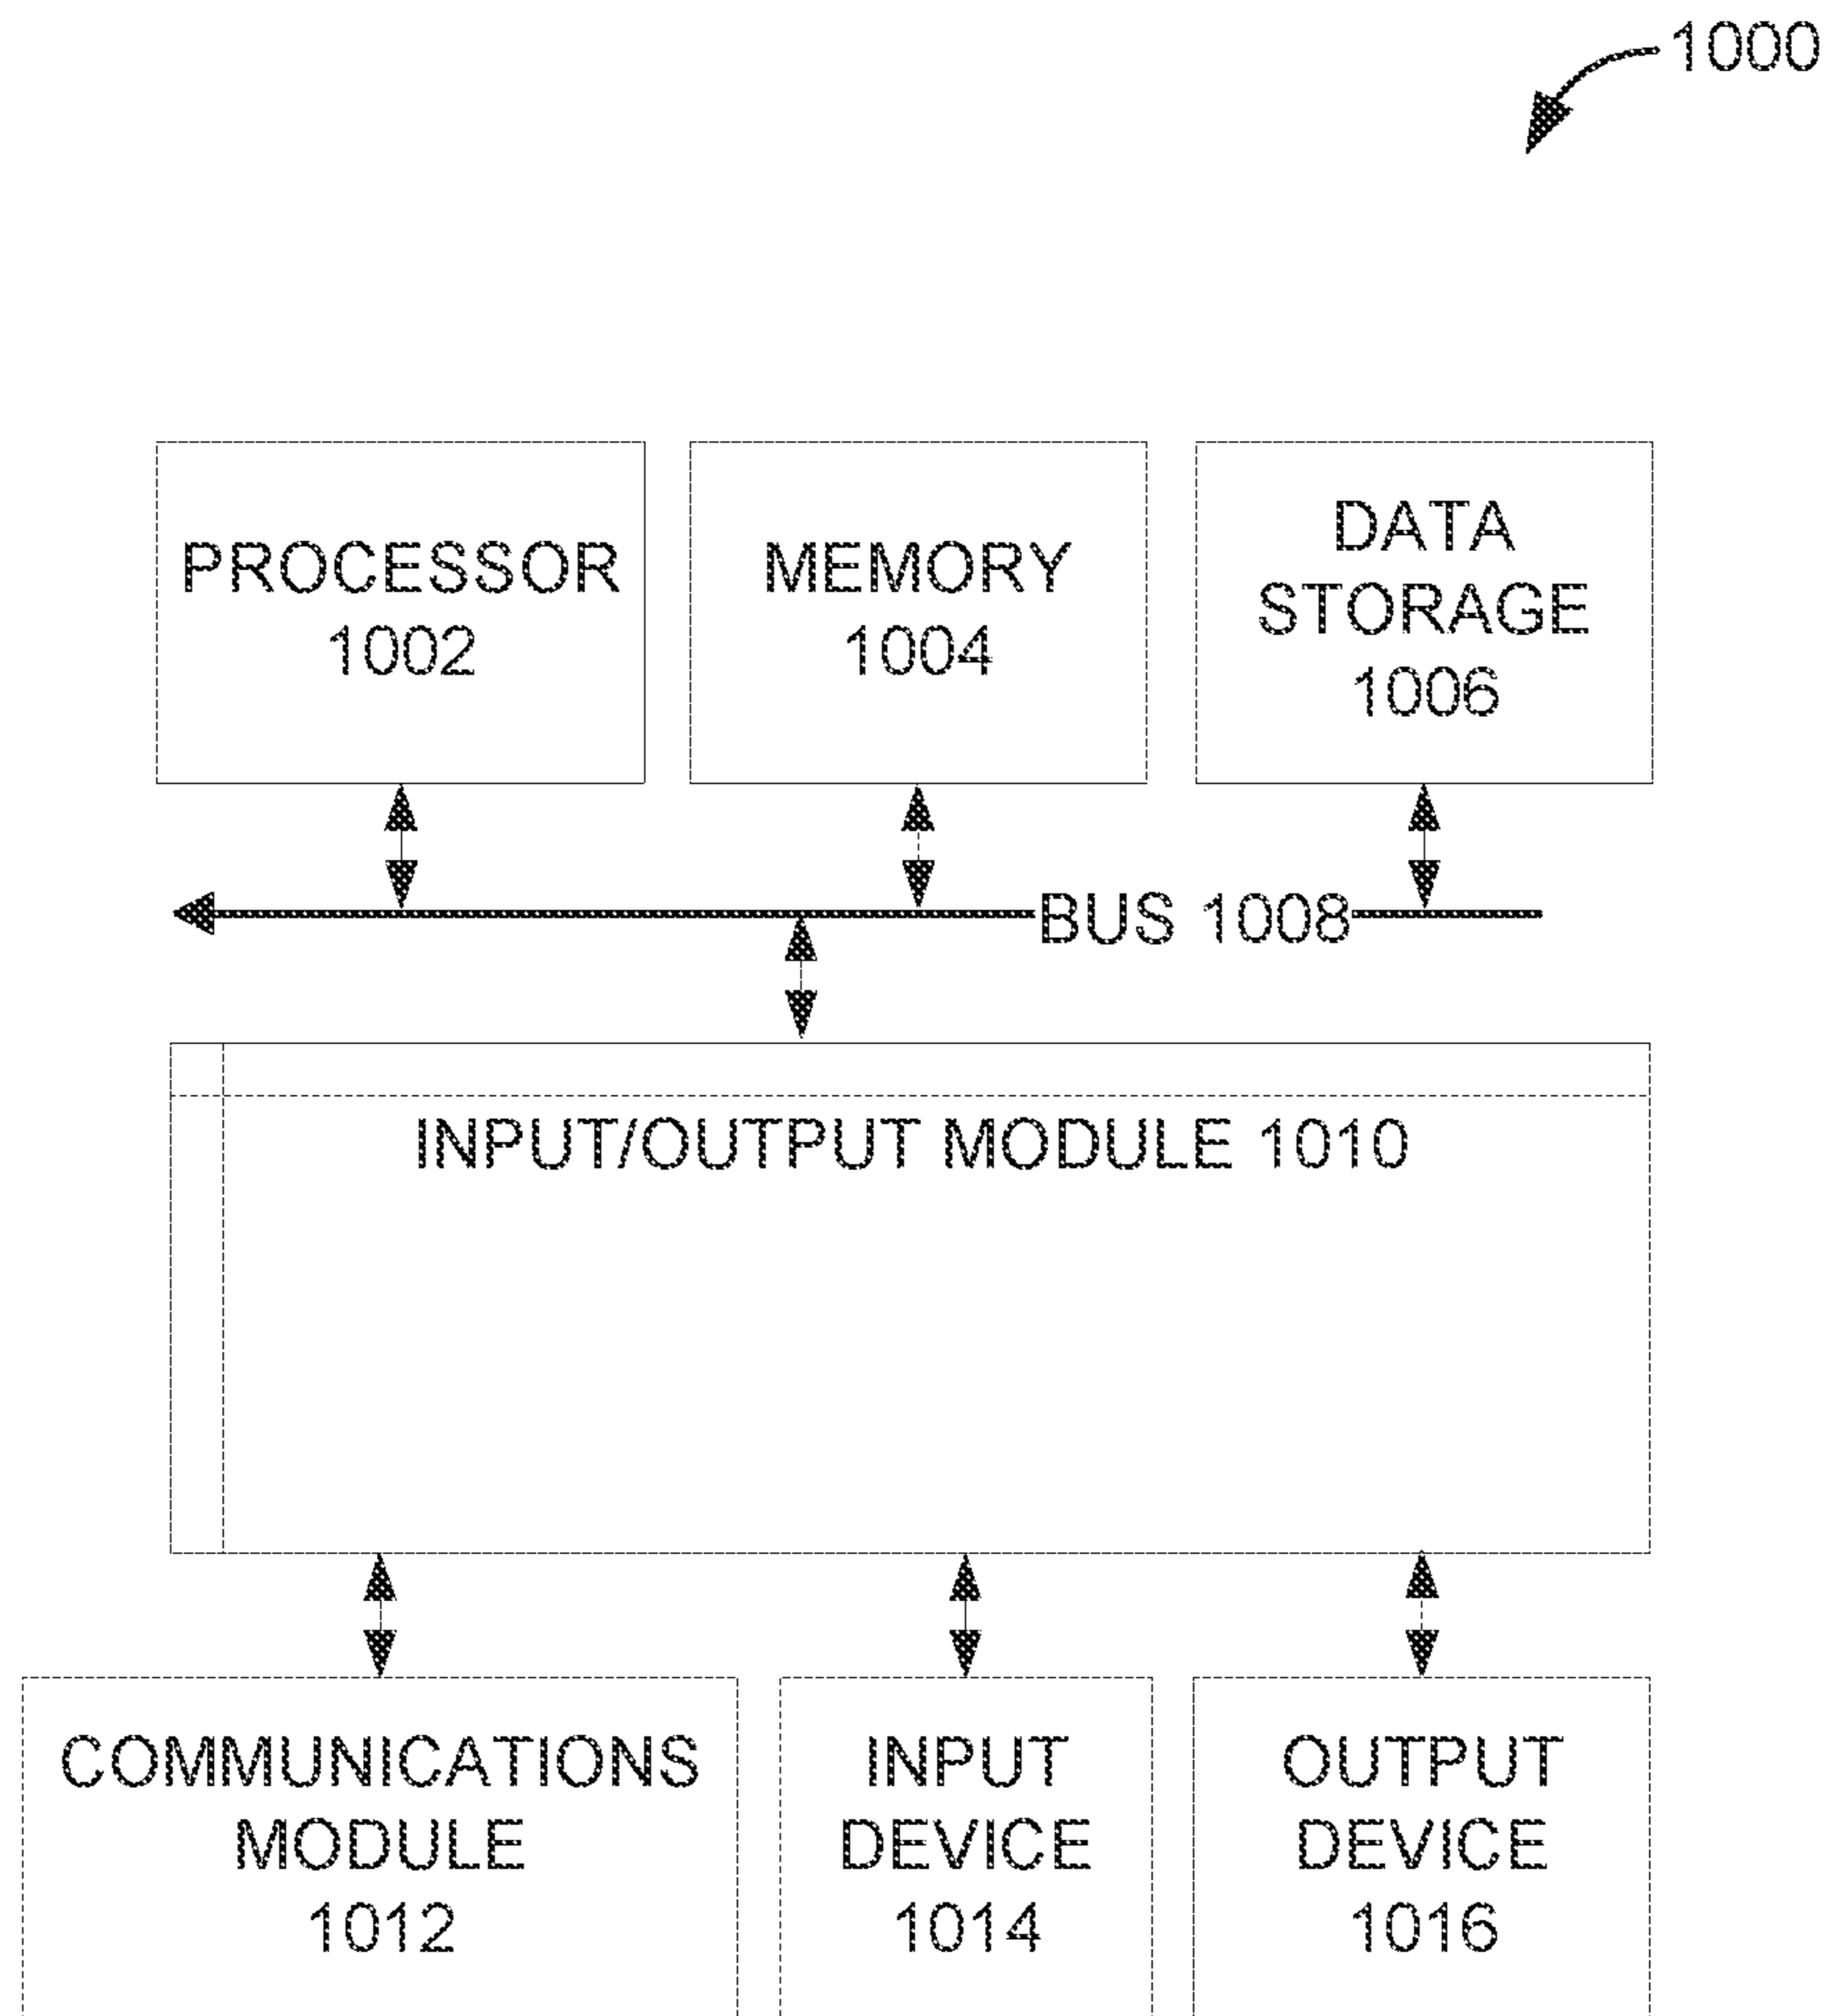 1000
PROCESSOR
1002
MEMORY
1004
DATA
STORAGE
1006
BUS 1008
INPUT/OUTPUT MODULE 1010
COMMUNICATIONS
MODULE
1012
INPUT
DEVICE
1014
OUTPUT
DEVICE
1016